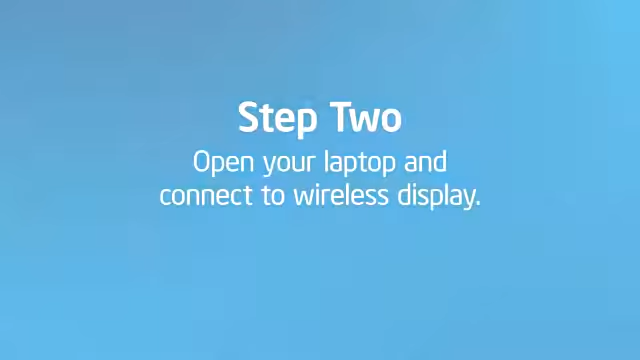 Step Two
Open your laptop and
connect to wireless display.